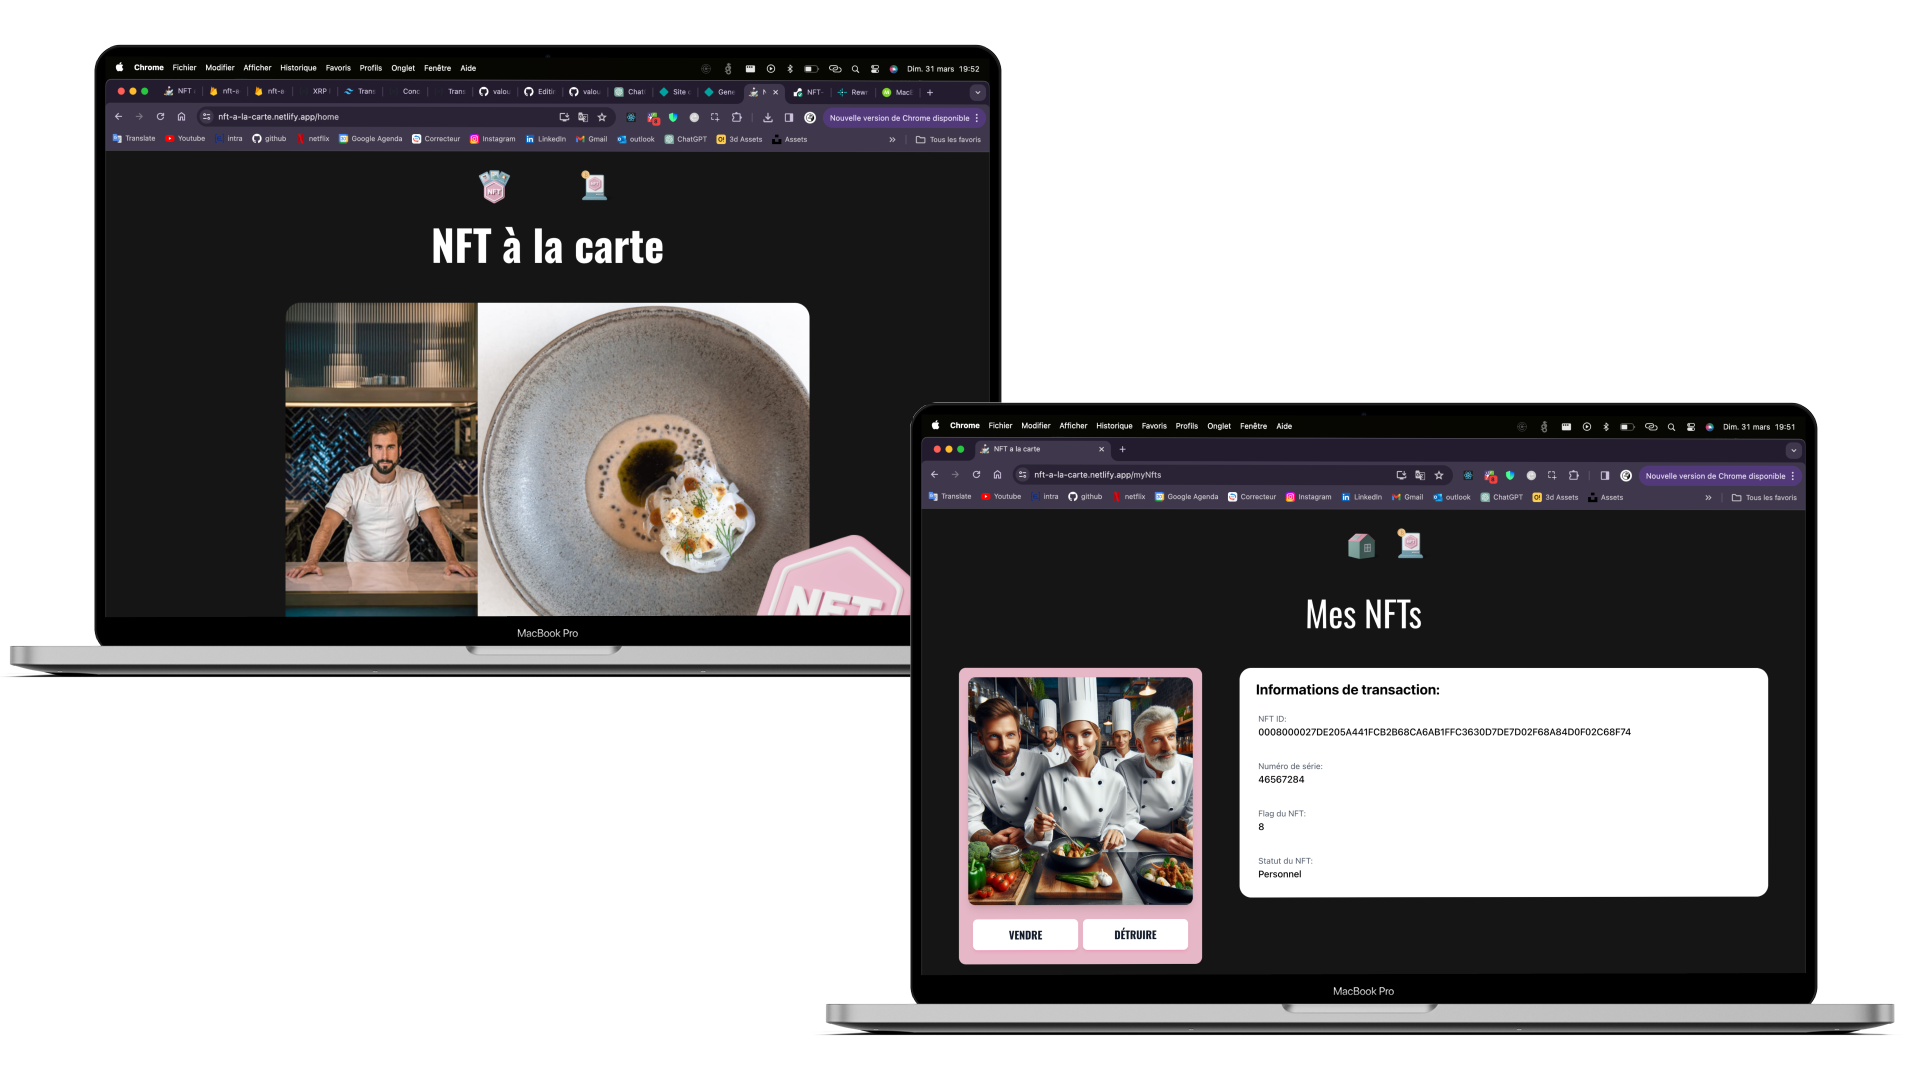 Chrome Fichier Modifier Afficher Historique Favoris Profils Onglet Fenêtre Aide Dim. 31 mars 19:52
NFT nft-e nft-e XRP Trans Conc Trans valou Editin valou Chat Site Gene NFT- Rewr Macl
nft-a-la-carte.netlify.app/home Nouvelle version de Chrome disponible
Translate Youtube intra github netflix Google Agenda Correcteur Instagram LinkedIn Gmail outlook ChatGPT 3d Assets Assets Tous les favoris
NFT
NFT à la carte
NFT
MacBook Pro
Chrome Fichier Modifier Afficher Historique Favoris Profils Onglet Fenêtre Aide Dim. 31 mars 19:51
NFT a la carte
nft-a-la-carte.netlify.app/myNfts Nouvelle version de Chrome disponible
Translate Youtube intra github netflix Google Agenda Correcteur Instagram LinkedIn Gmail outlook ChatGPT 3d Assets Assets Tous les favoris
Mes NFTs
Informations de transaction:
NFT ID:
0008000027DE205A441FCB2B68CA6AB1FFC3630D7DE7D02F68A84D0F02C68F74
Numéro de série:
46567284
Flag du NFT:
8
Statut du NFT:
Personnel
VENDRE DÉTRUIRE
MacBook Pro